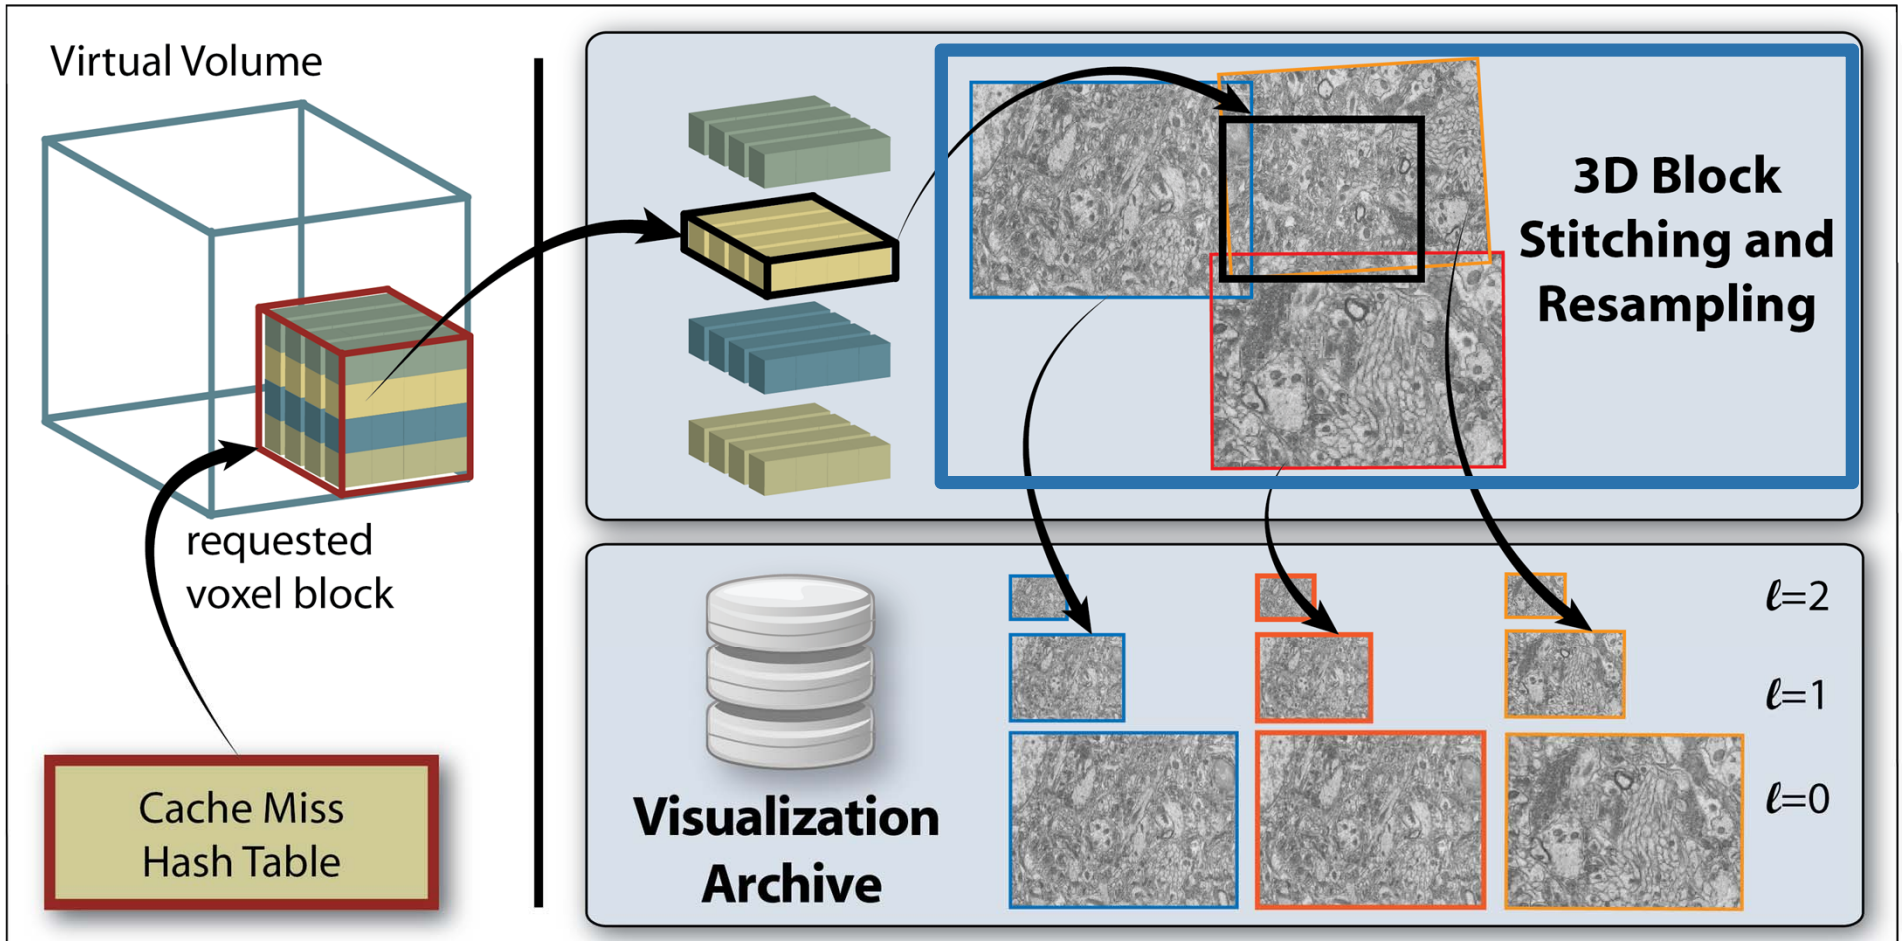 Virtual Volume
requested
voxel block
Cache Miss
Hash Table
3D Block
Stitching and
Resampling
Visualization
Archive
ℓ=2
ℓ=1
ℓ=0